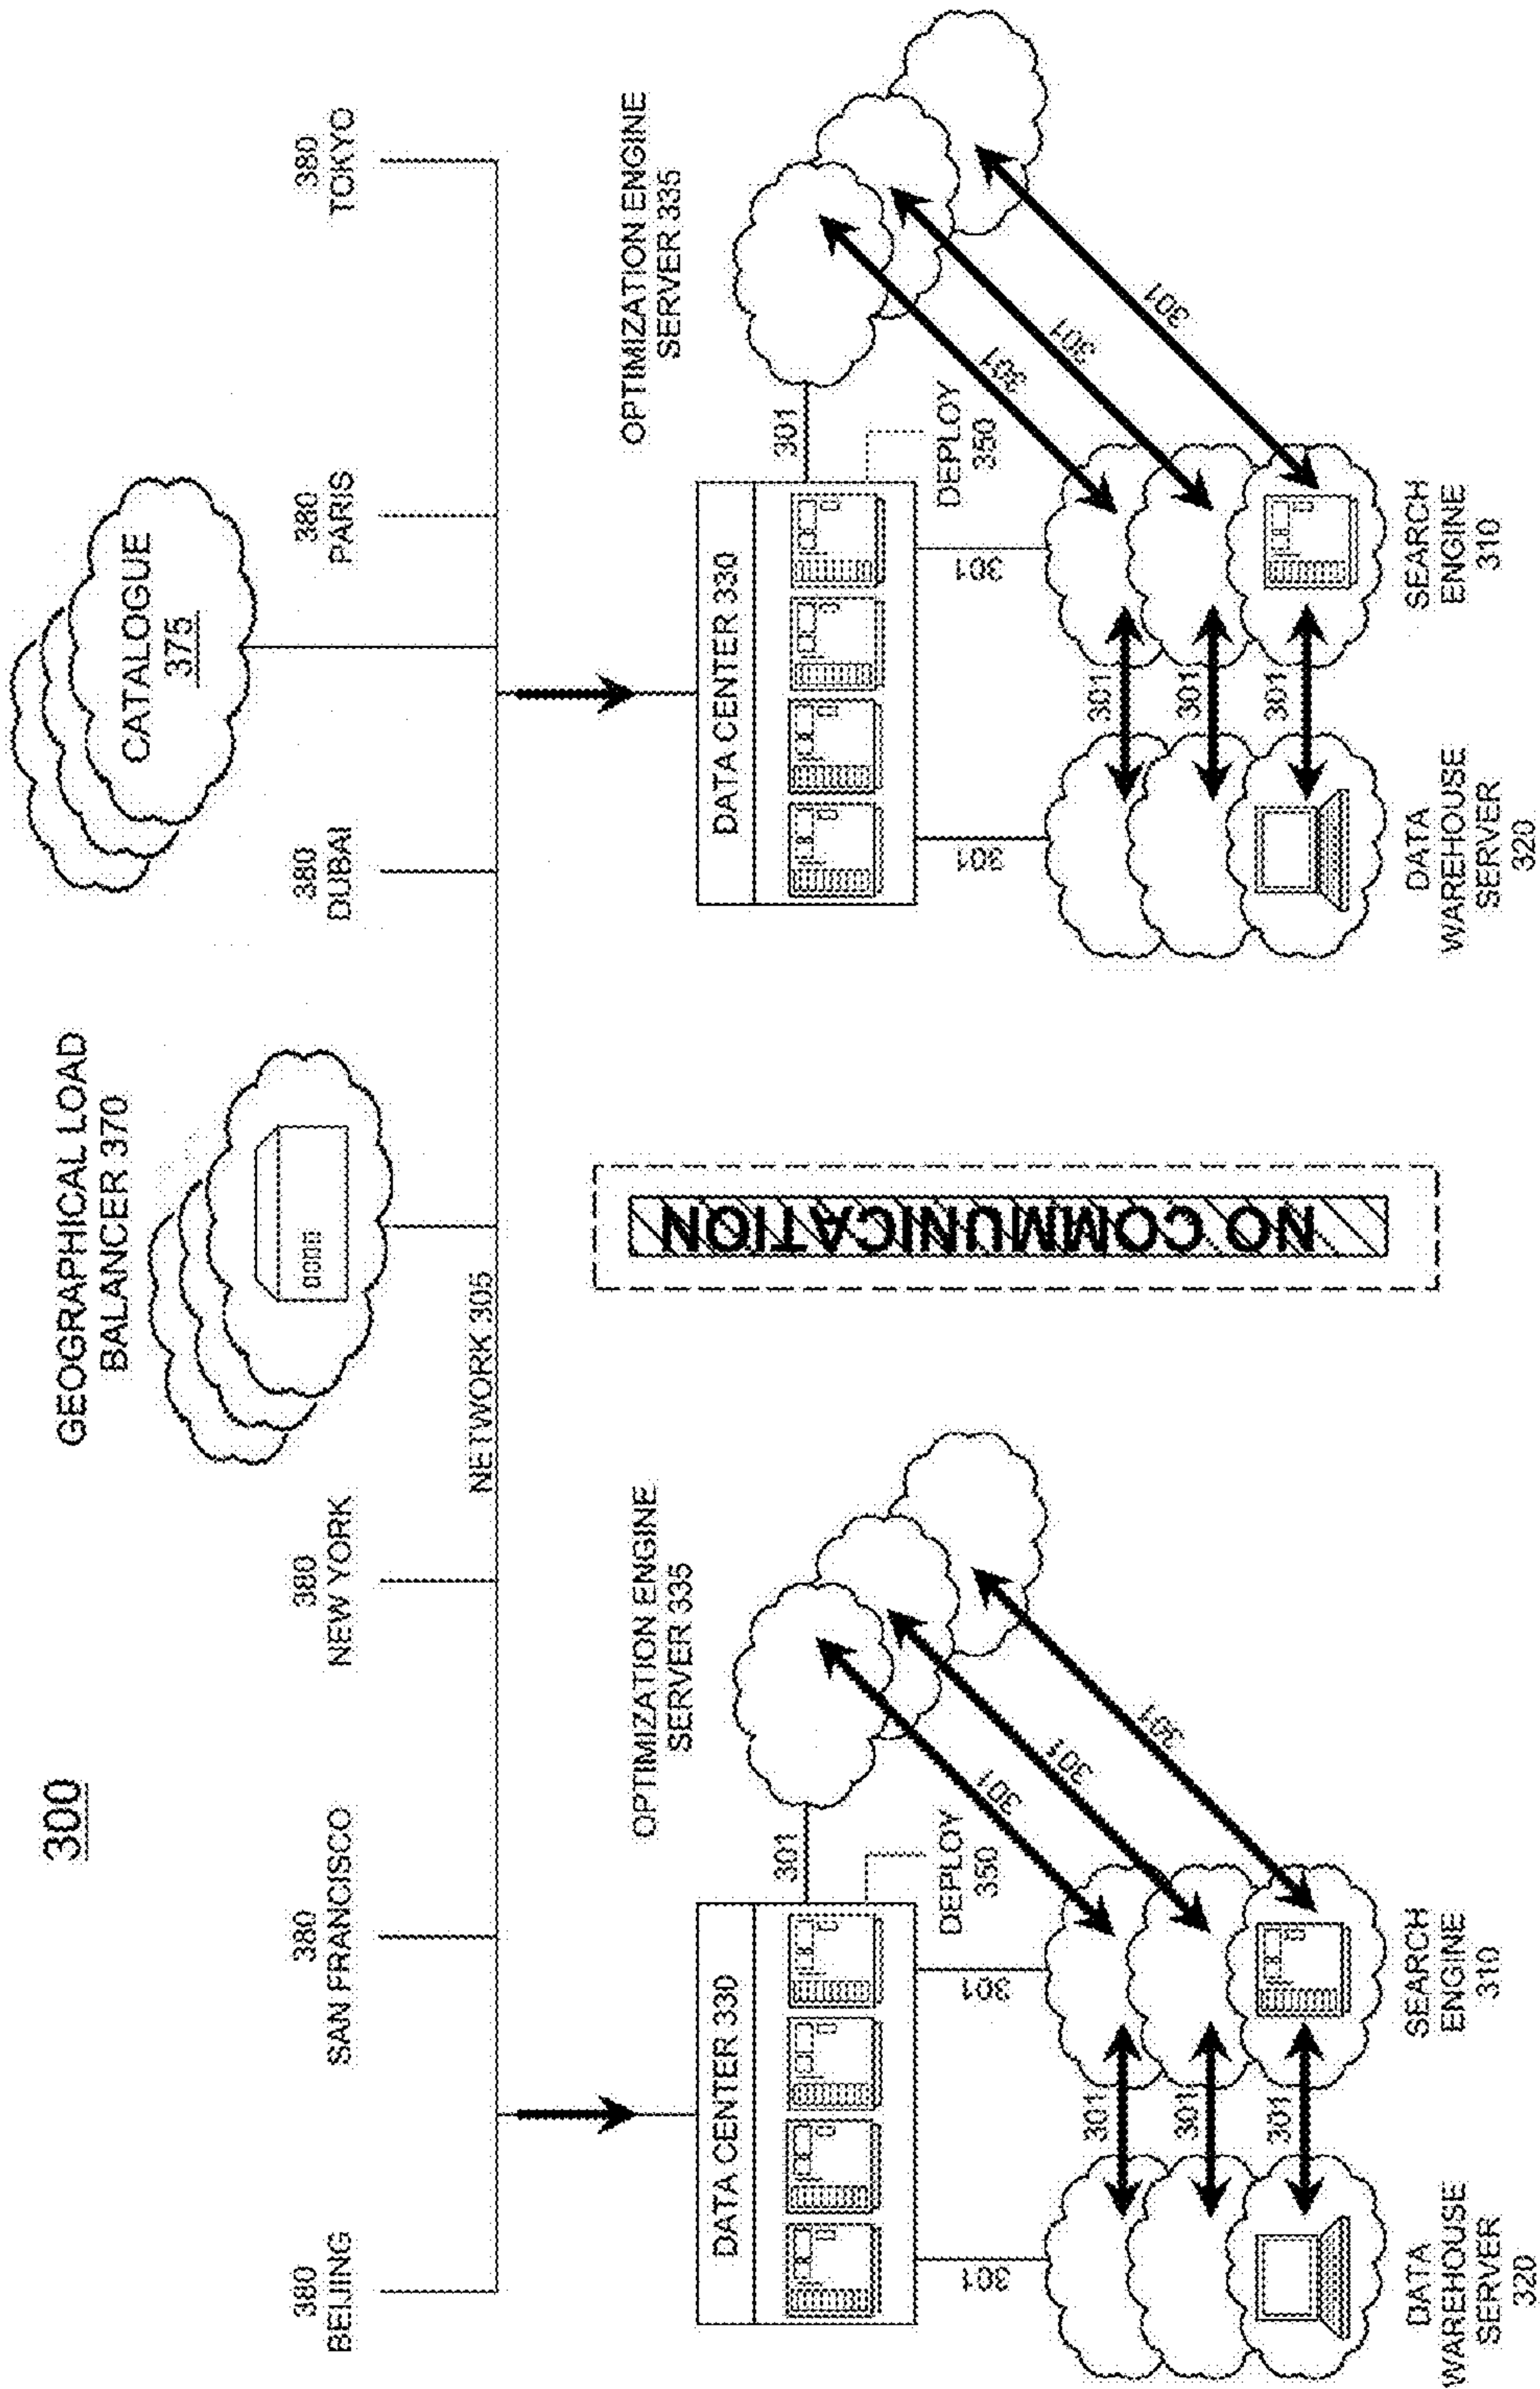 300
GEOGRAPHICAL LOAD
BALANCER 370
CATALOGUE
375
380
BEIJING
380
SAN FRANCISCO
380
NEW YORK
380
DUBAI
380
PARIS
380
TOKYO
NETWORK 305
OPTIMIZATION ENGINE
SERVER 335
DATA CENTER 330
301
DEPLOY
350
301
301
301
301
301
301
301
301
DATA
WAREHOUSE
SERVER
320
SEARCH
ENGINE
310
NO COMMUNICATION
OPTIMIZATION ENGINE
SERVER 335
DATA CENTER 330
301
DEPLOY
350
301
301
301
301
301
301
301
301
DATA
WAREHOUSE
SERVER
320
SEARCH
ENGINE
310